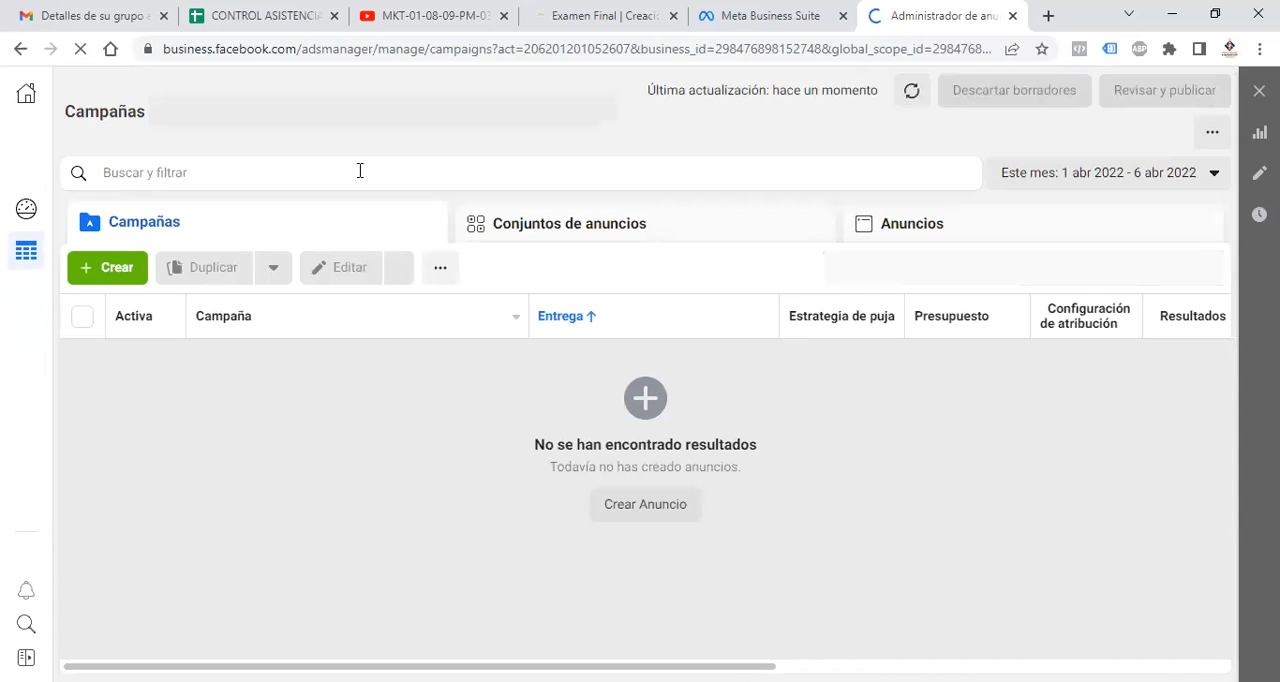 Detalles de su grupo a
CONTROL ASISTENCIA
MKT-01-08-09-PM-03
Examen Final | Creaci
Meta Business Suite
Administrador de anu
business.facebook.com/adsmanager/manage/campaigns?act=206201201052607&business_id=298476898152748&global_scope_id=2984768...
ABP
Campañas
Última actualización: hace un momento
Descartar borradores
Revisar y publicar
Buscar y filtrar
Este mes: 1 abr 2022 - 6 abr 2022
Campañas
Conjuntos de anuncios
Anuncios
+ Crear
Duplicar
Editar
Activa
Campaña
Entrega ↑
Estrategia de puja
Presupuesto
Configuración
de atribución
Resultados
No se han encontrado resultados
Todavía no has creado anuncios.
Crear Anuncio